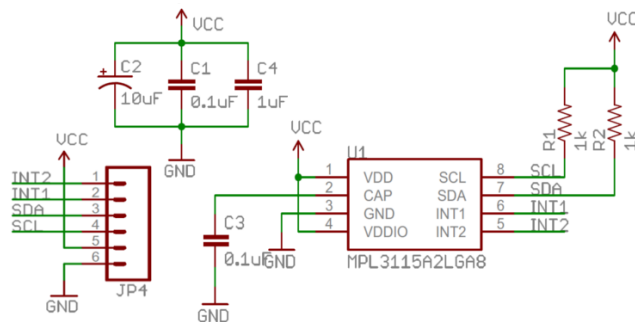 VCC
C2
10uF
C1
0.1uF
C4
1uF
GND
VCC
INT2
INT1
SDA
SCL
1
2
3
4
5
6
GND
JP4
C3
0.1uF
GND
GND
VCC
U1
1 VDD SCL 8 SCL
2 CAP SDA 7 SDA
3 GND INT1 6 INT1
4 VDDIO INT2 5 INT2
MPL3115A2LGA8
VCC
R1
1k
R2
1k